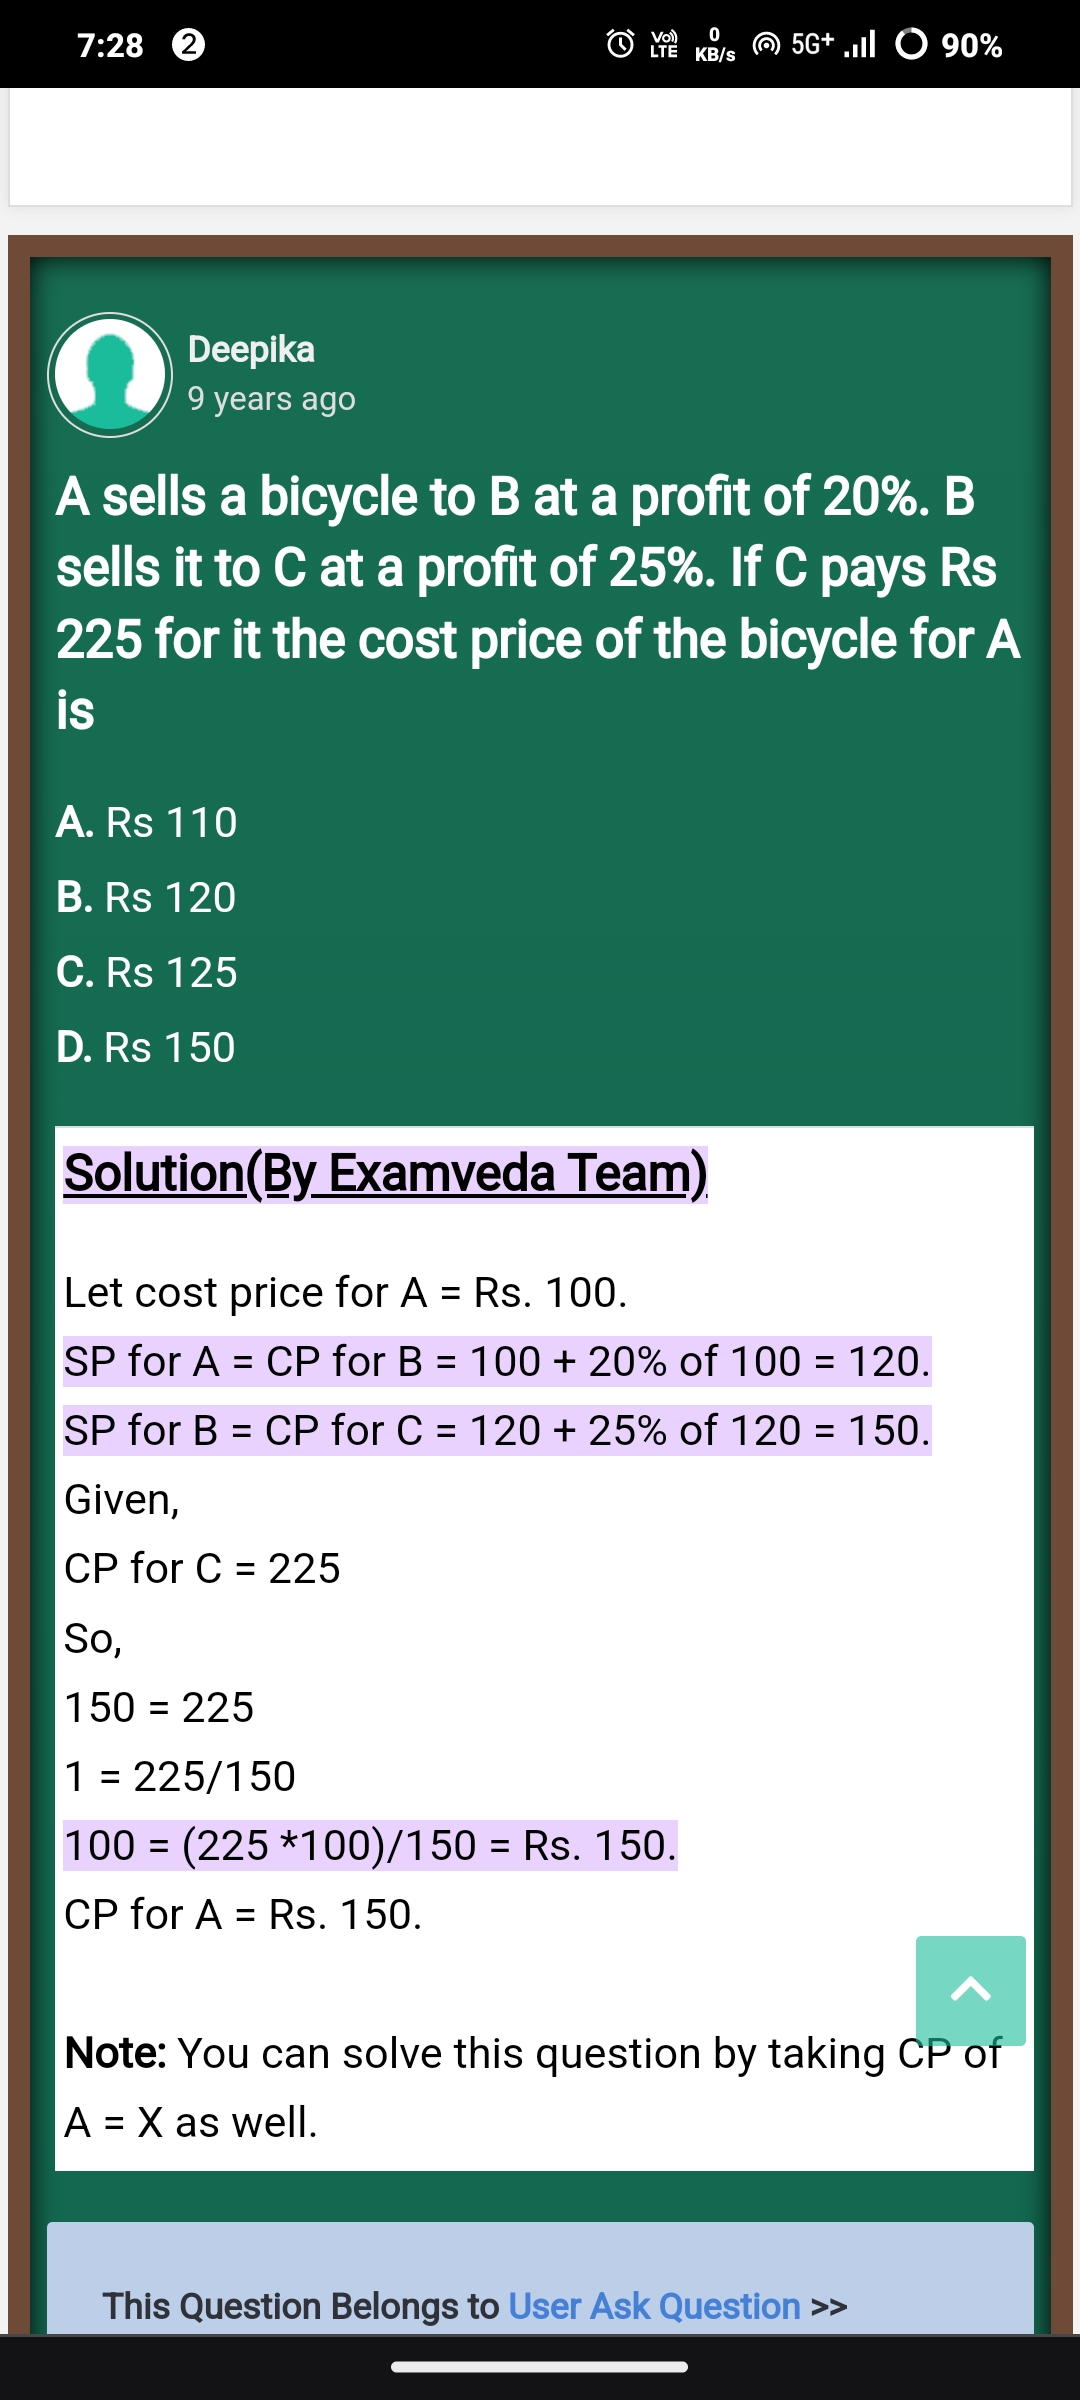 7:28 2 Vo)) LTE 0 KB/s 5G+ 90%
Deepika
9 years ago
A sells a bicycle to B at a profit of 20%. B
sells it to C at a profit of 25%. If C pays Rs
225 for it the cost price of the bicycle for A
is
A. Rs 110
B. Rs 120
C. Rs 125
D. Rs 150
Solution(By Examveda Team)
Let cost price for A = Rs. 100.
SP for A = CP for B = 100 + 20% of 100 = 120.
SP for B = CP for C = 120 + 25% of 120 = 150.
Given,
CP for C = 225
So,
150 = 225
1 = 225/150
100 = (225 *100)/150 = Rs. 150.
CP for A = Rs. 150.
Note: You can solve this question by taking CP of
A = X as well.
This Question Belongs to User Ask Question >>